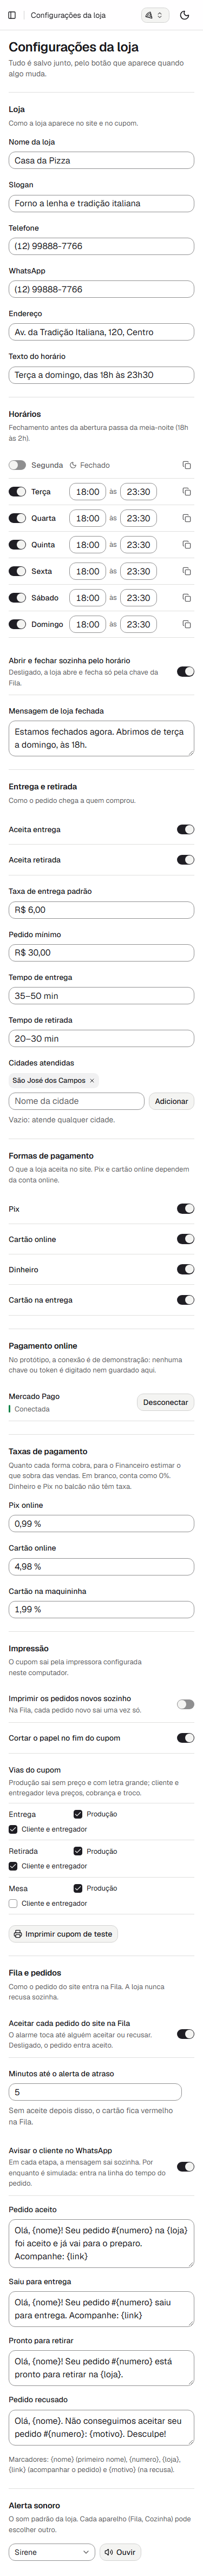 Configurações da loja
Configurações da loja
Tudo é salvo junto, pelo botão que aparece quando
algo muda.
Loja
Como a loja aparece no site e no cupom.
Nome da loja
Casa da Pizza
Slogan
Forno a lenha e tradição italiana
Telefone
(12) 99888-7766
WhatsApp
(12) 99888-7766
Endereço
Av. da Tradição Italiana, 120, Centro
Texto do horário
Terça a domingo, das 18h às 23h30
Horários
Fechamento antes da abertura passa da meia-noite (18h
às 2h).
Segunda Fechado
Terça 18:00 às 23:30
Quarta 18:00 às 23:30
Quinta 18:00 às 23:30
Sexta 18:00 às 23:30
Sábado 18:00 às 23:30
Domingo 18:00 às 23:30
Abrir e fechar sozinha pelo horário
Desligado, a loja abre e fecha só pela chave da
Fila.
Mensagem de loja fechada
Estamos fechados agora. Abrimos de terça
a domingo, às 18h.
Entrega e retirada
Como o pedido chega a quem comprou.
Aceita entrega
Aceita retirada
Taxa de entrega padrão
R$ 6,00
Pedido mínimo
R$ 30,00
Tempo de entrega
35–50 min
Tempo de retirada
20–30 min
Cidades atendidas
São José dos Campos ×
Nome da cidade Adicionar
Vazio: atende qualquer cidade.
Formas de pagamento
O que a loja aceita no site. Pix e cartão online dependem
da conta online.
Pix
Cartão online
Dinheiro
Cartão na entrega
Pagamento online
No protótipo, a conexão é de demonstração: nenhuma
chave ou token é digitado nem guardado aqui.
Mercado Pago
Conectada
Desconectar
Taxas de pagamento
Quanto cada forma cobra, para o Financeiro estimar o
que sobra das vendas. Em branco, conta como 0%.
Dinheiro e Pix no balcão não têm taxa.
Pix online
0,99 %
Cartão online
4,98 %
Cartão na maquininha
1,99 %
Impressão
O cupom sai pela impressora configurada
neste computador.
Imprimir os pedidos novos sozinho
Na Fila, cada pedido novo sai uma vez só.
Cortar o papel no fim do cupom
Vias do cupom
Produção sai sem preço e com letra grande; cliente e
entregador leva preços, cobrança e troco.
Entrega Produção
Cliente e entregador
Retirada Produção
Cliente e entregador
Mesa Produção
Cliente e entregador
Imprimir cupom de teste
Fila e pedidos
Como o pedido do site entra na Fila. A loja nunca
recusa sozinha.
Aceitar cada pedido do site na Fila
O alarme toca até alguém aceitar ou recusar.
Desligado, o pedido entra aceito.
Minutos até o alerta de atraso
5
Sem aceite depois disso, o cartão fica vermelho
na Fila.
Avisar o cliente no WhatsApp
Em cada etapa, a mensagem sai sozinha. Por
enquanto é simulada: entra na linha do tempo do
pedido.
Pedido aceito
Olá, {nome}! Seu pedido #{numero} na {loja}
foi aceito e já vai para o preparo.
Acompanhe: {link}
Saiu para entrega
Olá, {nome}! Seu pedido #{numero} saiu
para entrega. Acompanhe: {link}
Pronto para retirar
Olá, {nome}! Seu pedido #{numero} está
pronto para retirar na {loja}.
Pedido recusado
Olá, {nome}. Não conseguimos aceitar seu
pedido #{numero}: {motivo}. Desculpe!
Marcadores: {nome} (primeiro nome), {numero}, {loja},
{link} (acompanhar o pedido) e {motivo} (na recusa).
Alerta sonoro
O som padrão da loja. Cada aparelho (Fila, Cozinha) pode
escolher outro.
Sirene Ouvir